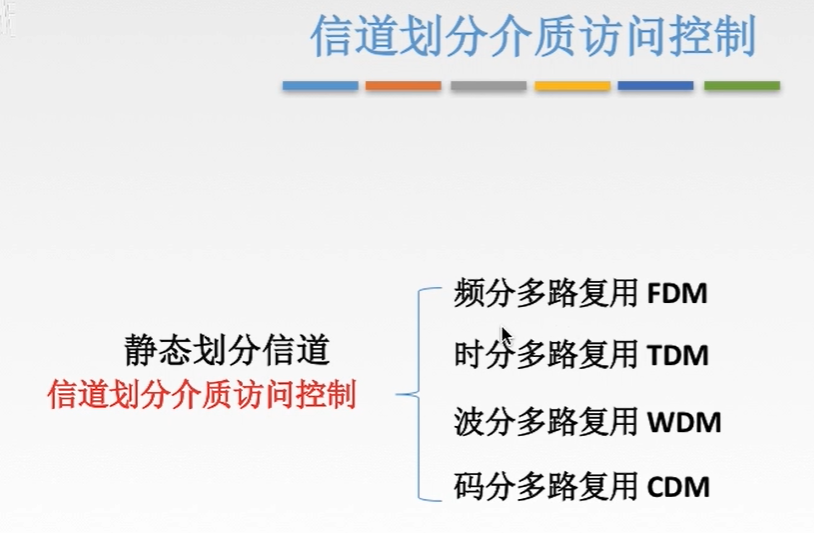 信道划分介质访问控制
频分多路复用 FDM
静态划分信道
时分多路复用 TDM
信道划分介质访问控制
波分多路复用 WDM
码分多路复用 CDM